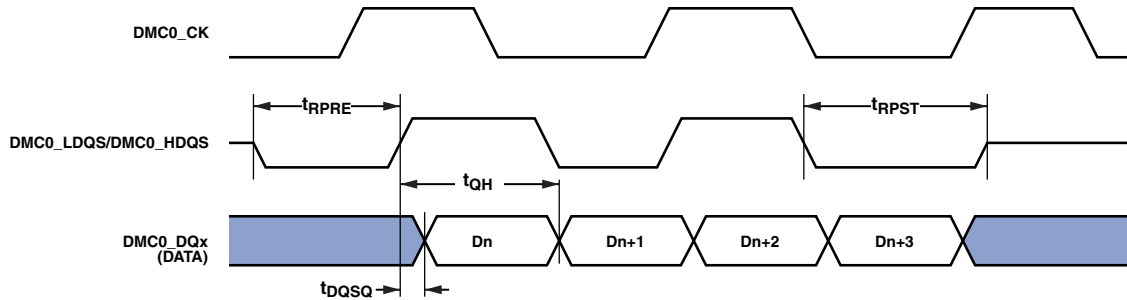 DMC0_CK
tRPRE
tRPST
DMC0_LDQS/DMC0_HDQS
tQH
DMC0_DQx
(DATA)
Dn
Dn+1
Dn+2
Dn+3
tDQSQ